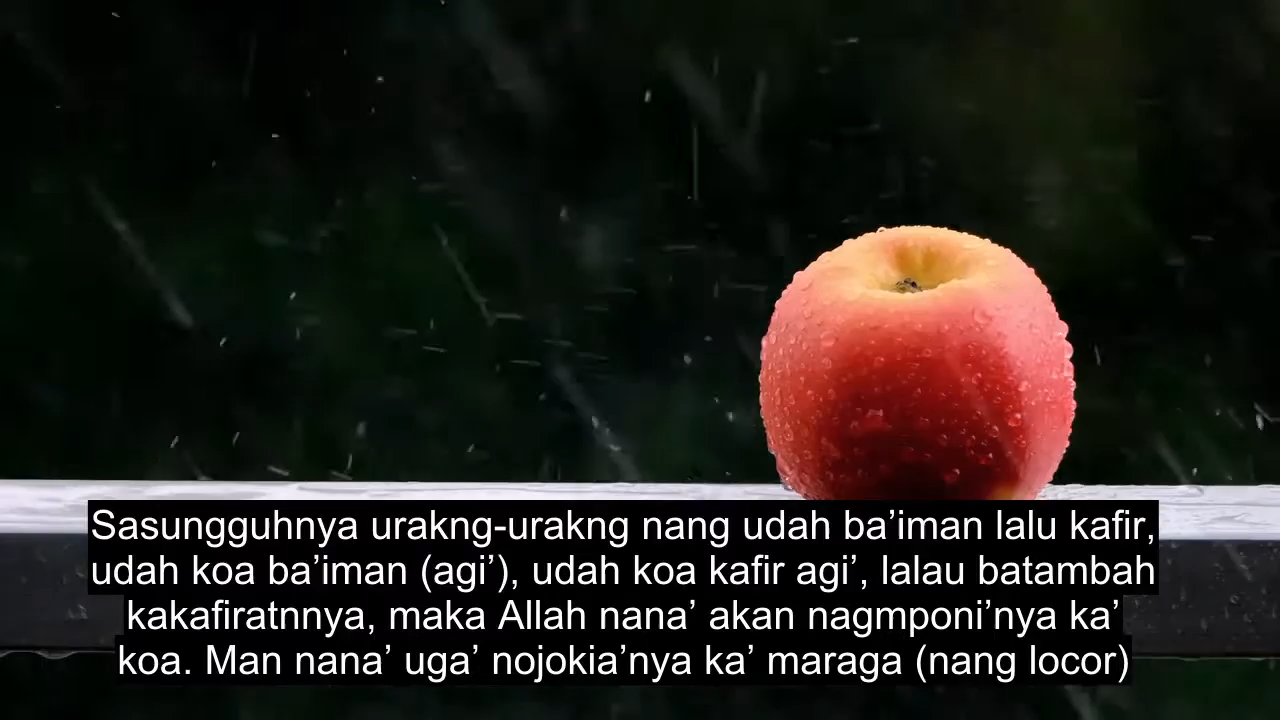 Sasungguhnya urakng-urakng nang udah ba’iman lalu kafir,
udah koa ba’iman (agi’), udah koa kafir agi’, lalau batambah
kakafiratnnya, maka Allah nana’ akan nagmponi’nya ka’
koa. Man nana’ uga’ nojokia’nya ka’ maraga (nang locor)